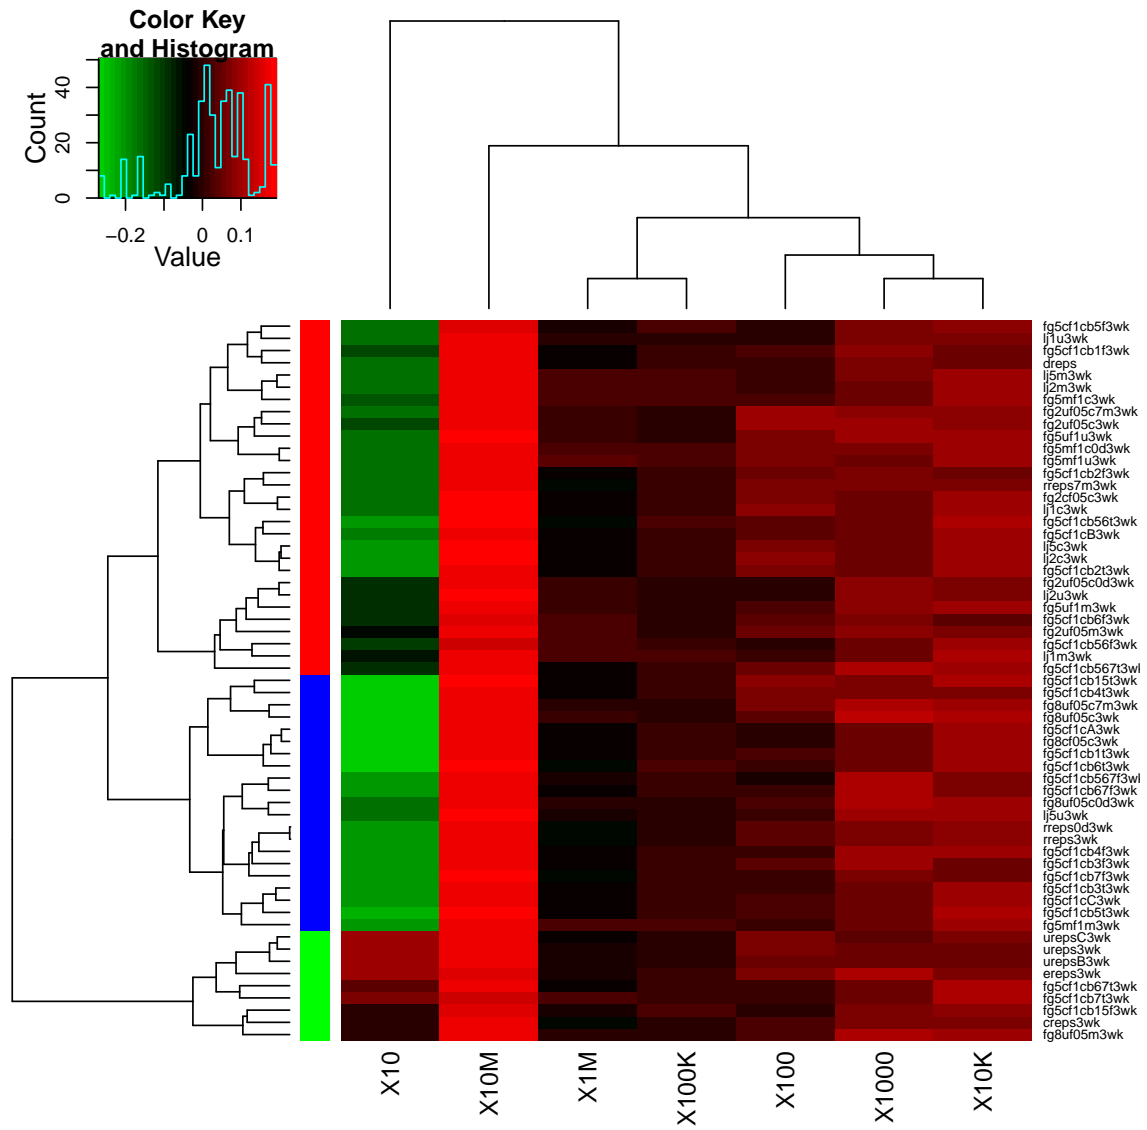 Color Key
and Histogram
Count
0
20
40
−0.2
0
0.1
Value
fg5cf1cb5f3wk
lj1u3wk
fg5cf1cb1f3wk
dreps
lj5m3wk
lj2m3wk
fg5mf1c3wk
fg2uf05c7m3wk
fg2uf05c3wk
fg5uf1u3wk
fg5mf1c0d3wk
fg5mf1u3wk
fg5cf1cb2f3wk
rreps7m3wk
fg2cf05c3wk
lj1c3wk
fg5cf1cb56t3wk
fg5cf1cB3wk
lj5c3wk
lj2c3wk
fg5cf1cb2t3wk
fg2uf05c0d3wk
lj2u3wk
fg5uf1m3wk
fg5cf1cb6f3wk
fg2uf05m3wk
fg5cf1cb56f3wk
lj1m3wk
fg5cf1cb567t3wl
fg5cf1cb15t3wk
fg5cf1cb4t3wk
fg8uf05c7m3wk
fg8uf05c3wk
fg5cf1cA3wk
fg8cf05c3wk
fg5cf1cb1t3wk
fg5cf1cb6t3wk
fg5cf1cb567f3wl
fg5cf1cb67f3wk
fg8uf05c0d3wk
lj5u3wk
rreps0d3wk
rreps3wk
fg5cf1cb4f3wk
fg5cf1cb3f3wk
fg5cf1cb7f3wk
fg5cf1cb3t3wk
fg5cf1cC3wk
fg5cf1cb5t3wk
fg5mf1m3wk
urepsC3wk
ureps3wk
urepsB3wk
ereps3wk
fg5cf1cb67t3wk
fg5cf1cb7t3wk
fg5cf1cb15f3wk
creps3wk
fg8uf05m3wk
X10
X10M
X1M
X100K
X100
X1000
X10K